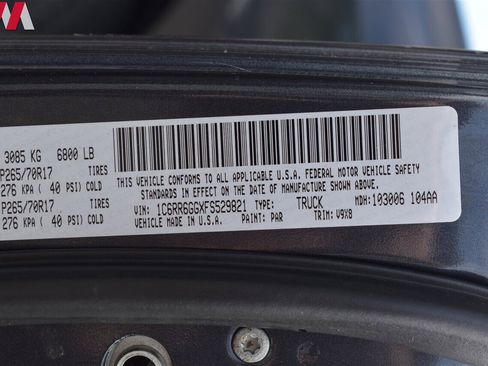 3085 KG 6800 LB
P265/70R17 TIRES
276 KPA ( 40 PSI) COLD
P265/70R17 TIRES
276 KPA ( 40 PSI) COLD
THIS VEHICLE CONFORMS TO ALL APPLICABLE U.S.A. FEDERAL MOTOR VEHICLE SAFETY
STANDARDS IN EFFECT ON THE DATE OF MANUFACTURE SHOWN ABOVE.
VIN: 1C6RR6GGXFS529821 TYPE: TRUCK MDH: 103006 104AA
VEHICLE MADE IN U.S.A. PAINT: PAR TRIM: V9X8